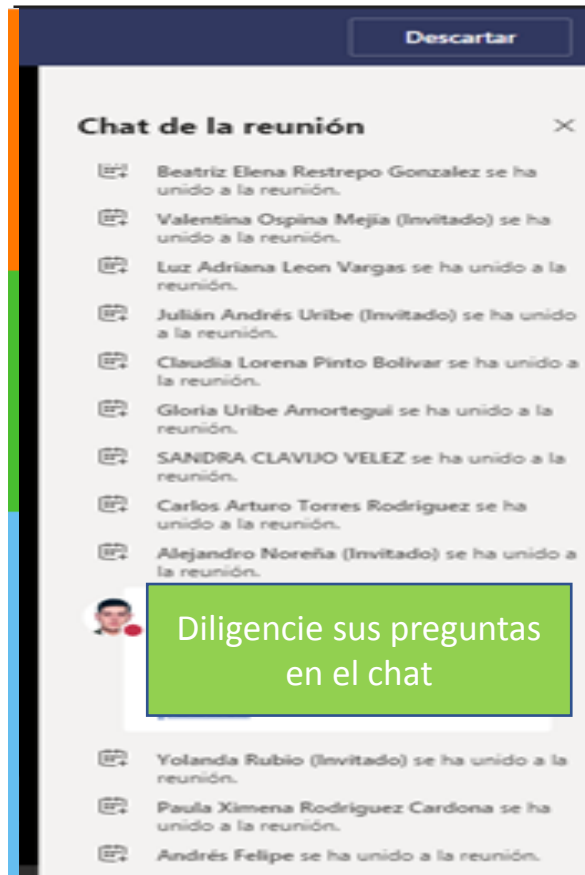 Descartar
Chat de la reunión
Beatriz Elena Restrepo Gonzalez se ha
unido a la reunión.
Valentina Ospina Mejía (Invitado) se ha
unido a la reunión.
Luz Adriana Leon Vargas se ha unido a la
reunión.
Julián Andrés Uribe (Invitado) se ha unido
a la reunión.
Claudia Lorena Pinto Bolivar se ha unido a
la reunión.
Gloria Uribe Amortegui se ha unido a la
reunión.
SANDRA CLAVIJO VELEZ se ha unido a la
reunión.
Carlos Arturo Torres Rodriguez se ha
unido a la reunión.
Alejandro Noreña (Invitado) se ha unido a
la reunión.
Diligencie sus preguntas
en el chat
Yolanda Rubio (Invitado) se ha unido a la
reunión.
Paula Ximena Rodriguez Cardona se ha
unido a la reunión.
Andrés Felipe se ha unido a la reunión.